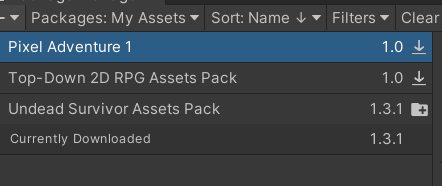 Packages: My Assets Sort: Name ↓ Filters Clear
Pixel Adventure 1 1.0
Top-Down 2D RPG Assets Pack 1.0
Undead Survivor Assets Pack 1.3.1
Currently Downloaded 1.3.1